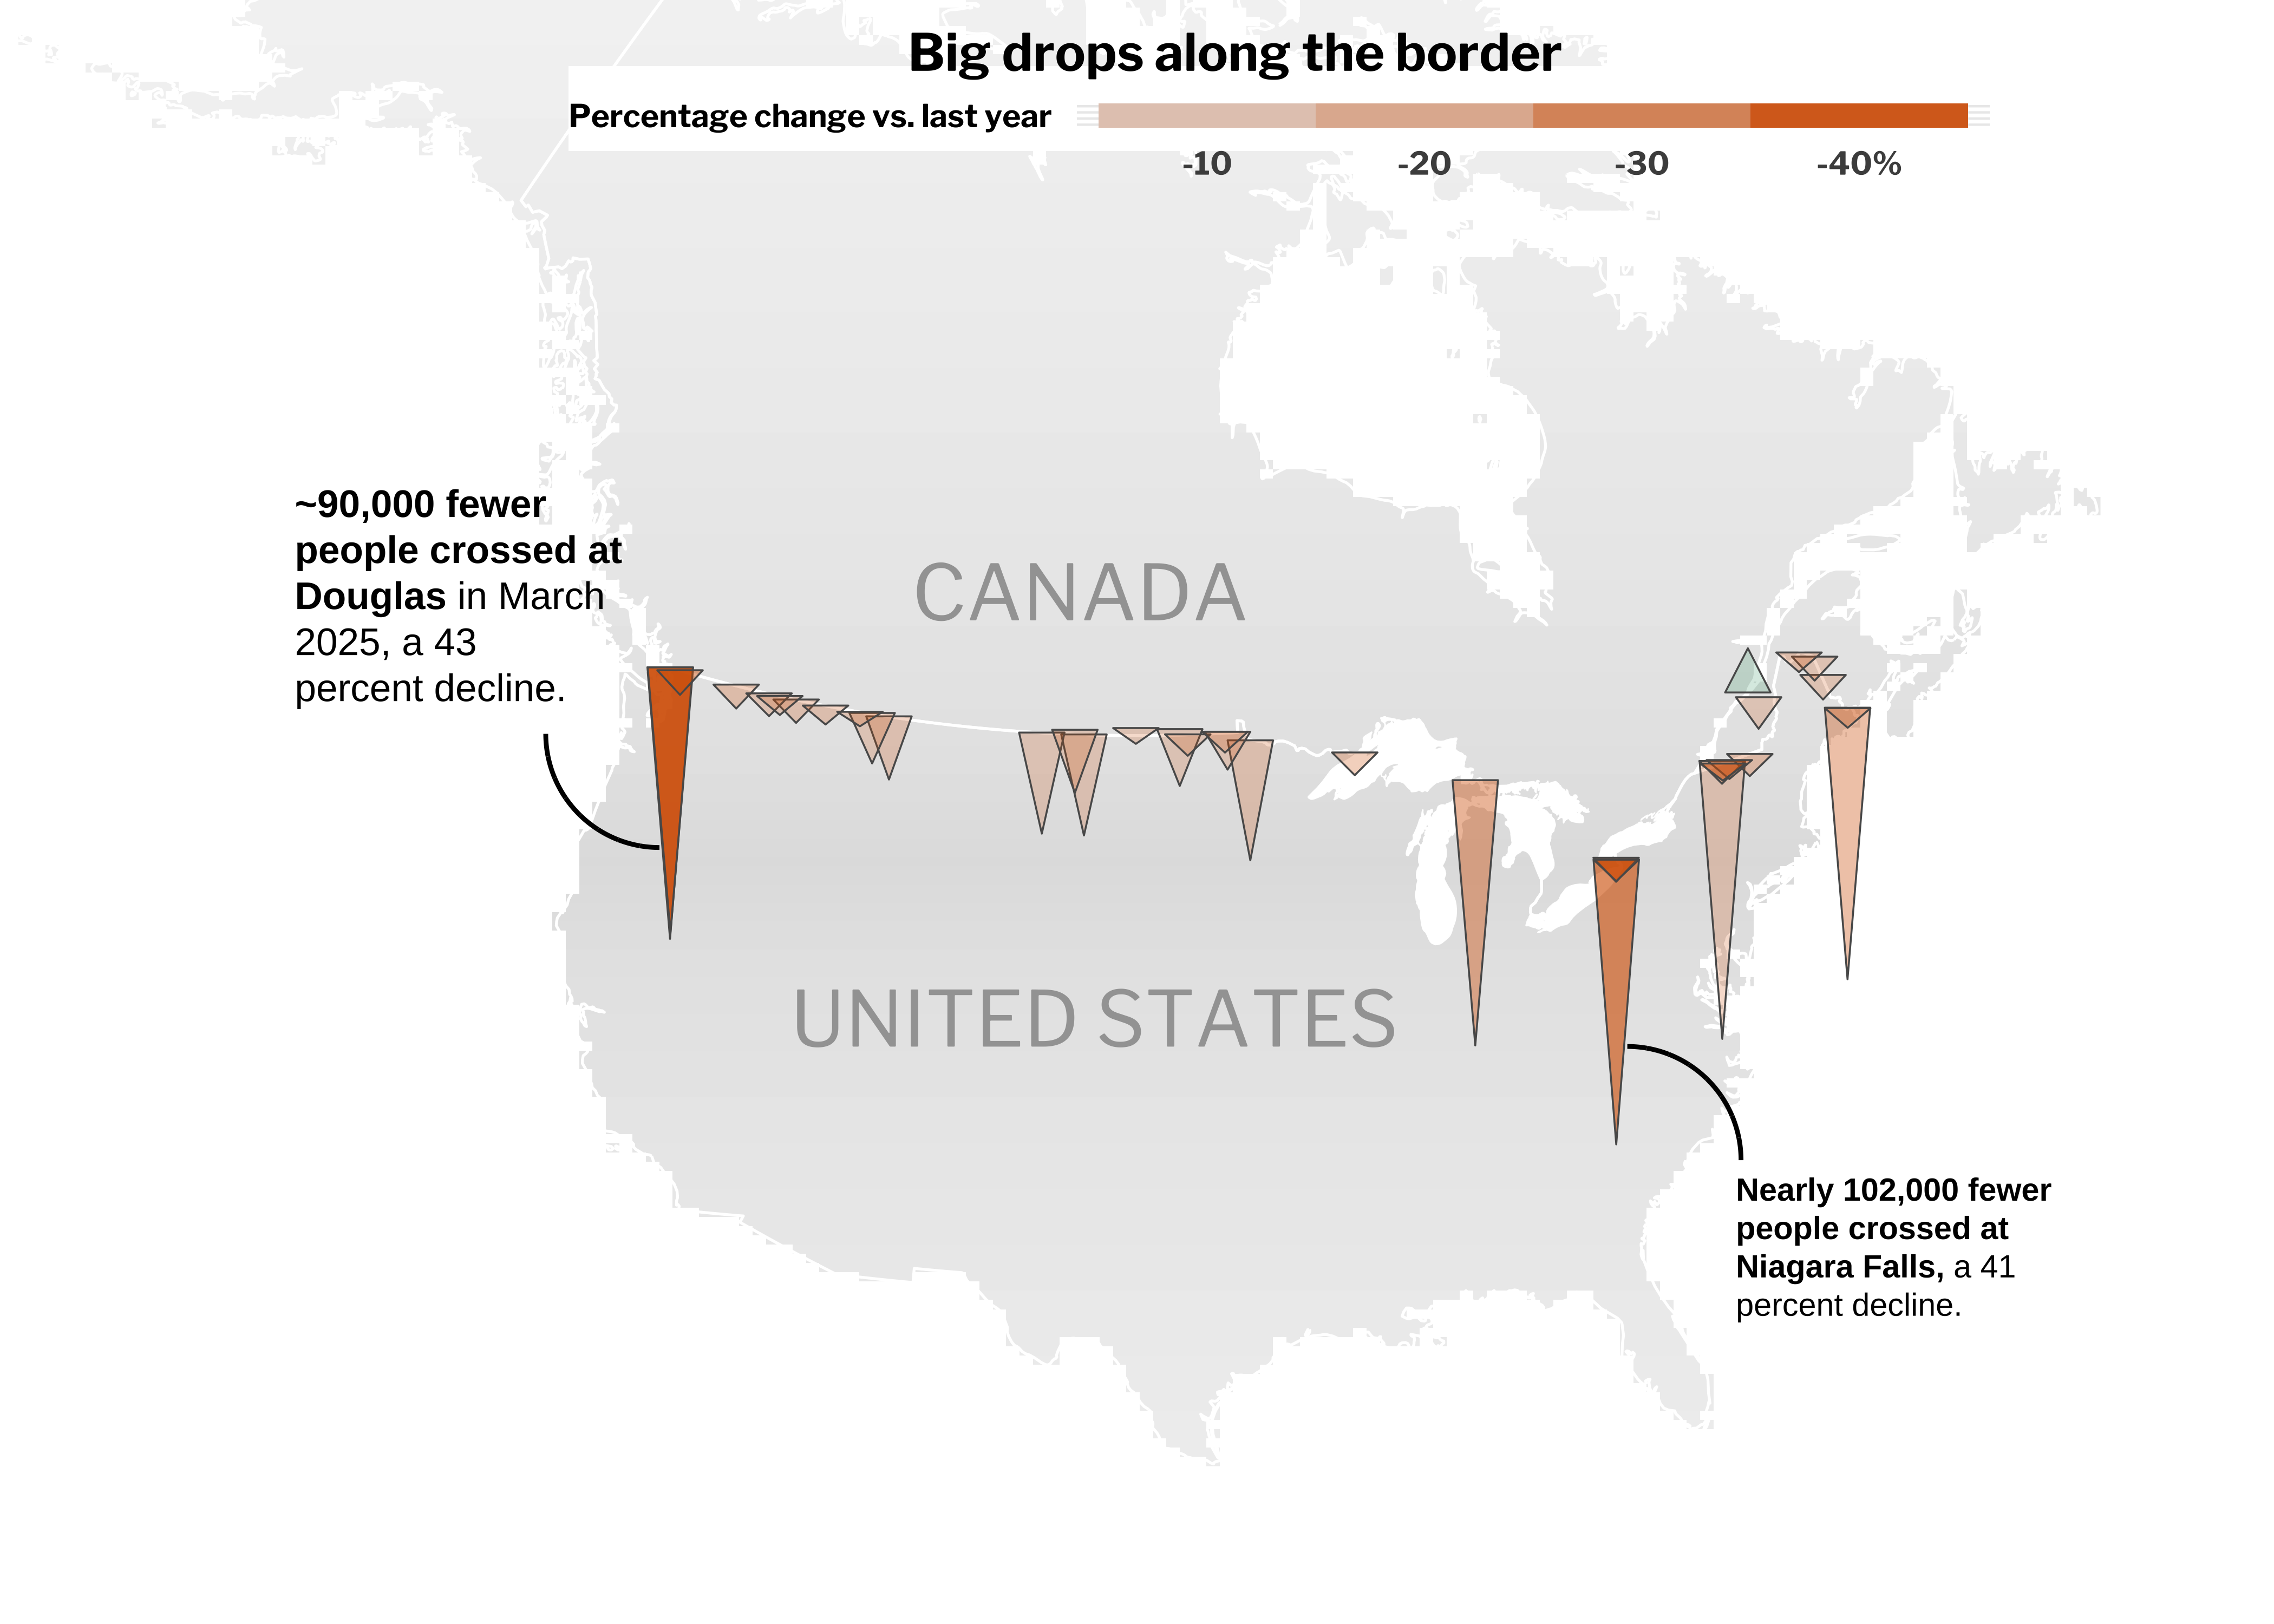 Big drops along the border
Percentage change vs. last year
-10 -20 -30 -40%
~90,000 fewer
people crossed at
Douglas in March
2025, a 43
percent decline.
CANADA
UNITED STATES
Nearly 102,000 fewer
people crossed at
Niagara Falls, a 41
percent decline.